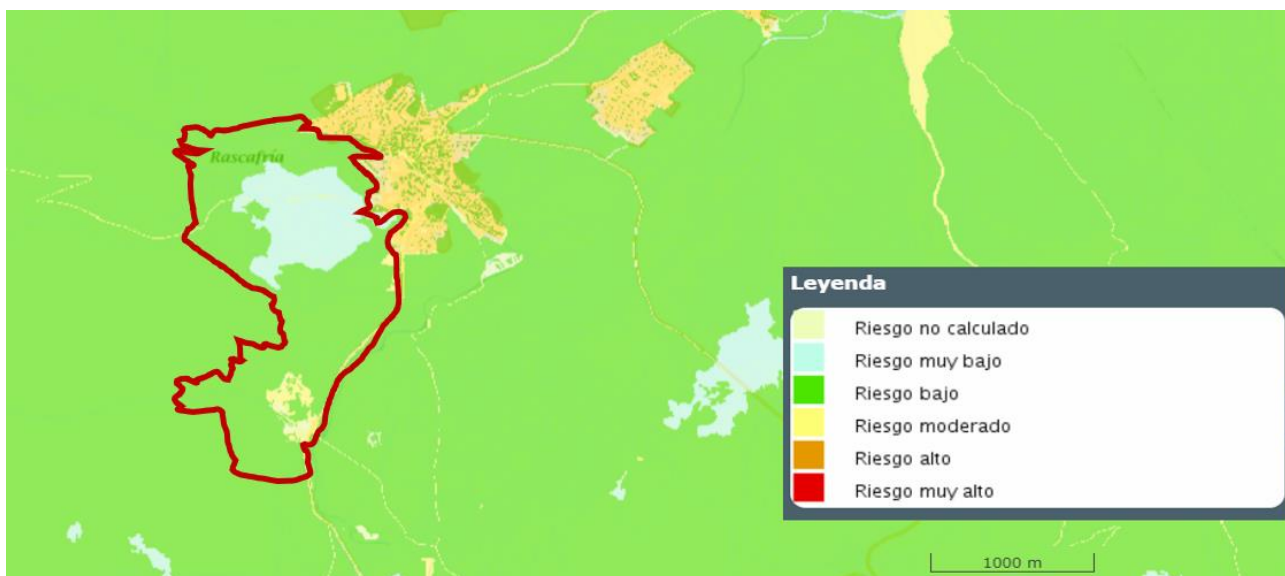 Rascafría
Leyenda
Riesgo no calculado
Riesgo muy bajo
Riesgo bajo
Riesgo moderado
Riesgo alto
Riesgo muy alto
1000 m